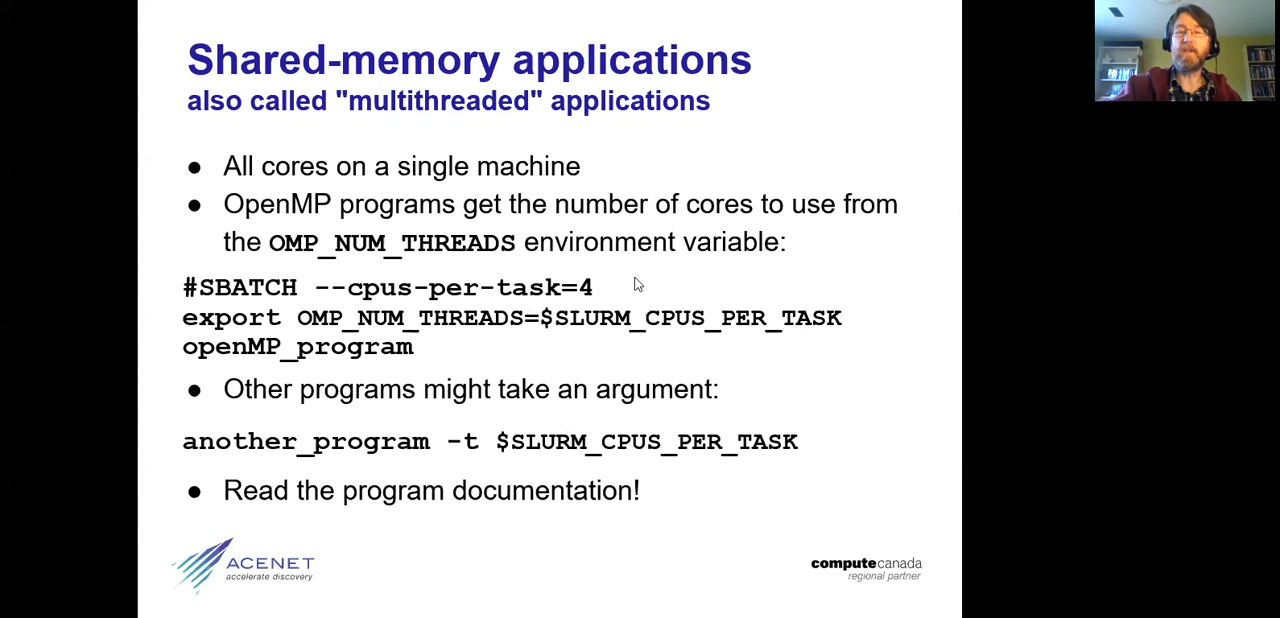 Shared-memory applications
also called "multithreaded" applications
● All cores on a single machine
● OpenMP programs get the number of cores to use from
the OMP_NUM_THREADS environment variable:
#SBATCH --cpus-per-task=4
export OMP_NUM_THREADS=$SLURM_CPUS_PER_TASK
openMP_program
● Other programs might take an argument:
another_program -t $SLURM_CPUS_PER_TASK
● Read the program documentation!
ACENET
accelerate discovery
computecanada
regional partner